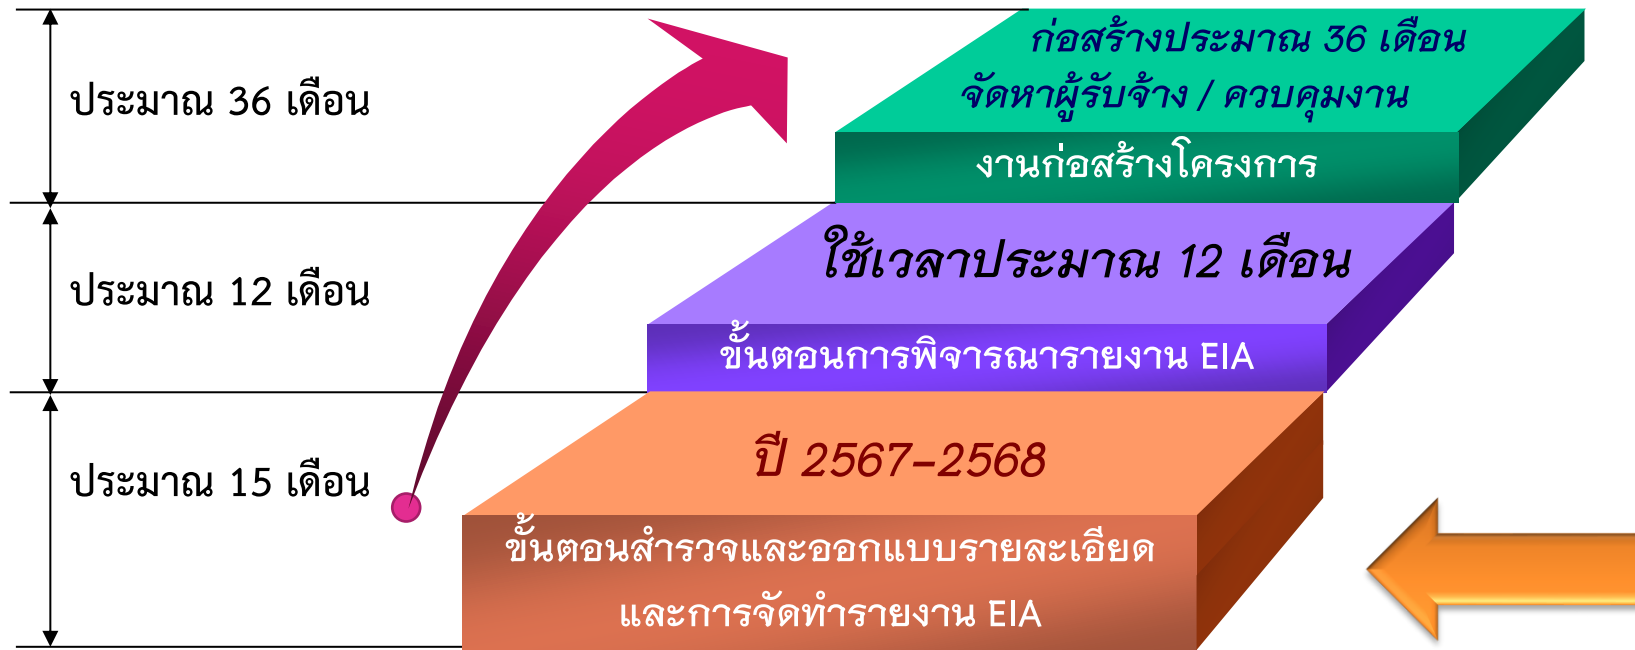 ประมาณ 36 เดือน
ก่อสร้างประมาณ 36 เดือน
จัดหาผู้รับจ้าง / ควบคุมงาน
งานก่อสร้างโครงการ
ประมาณ 12 เดือน
ใช้เวลาประมาณ 12 เดือน
ขั้นตอนการพิจารณารายงาน EIA
ประมาณ 15 เดือน
ปี 2567-2568
ขั้นตอนสำรวจและออกแบบรายละเอียด
และการจัดทำรายงาน EIA